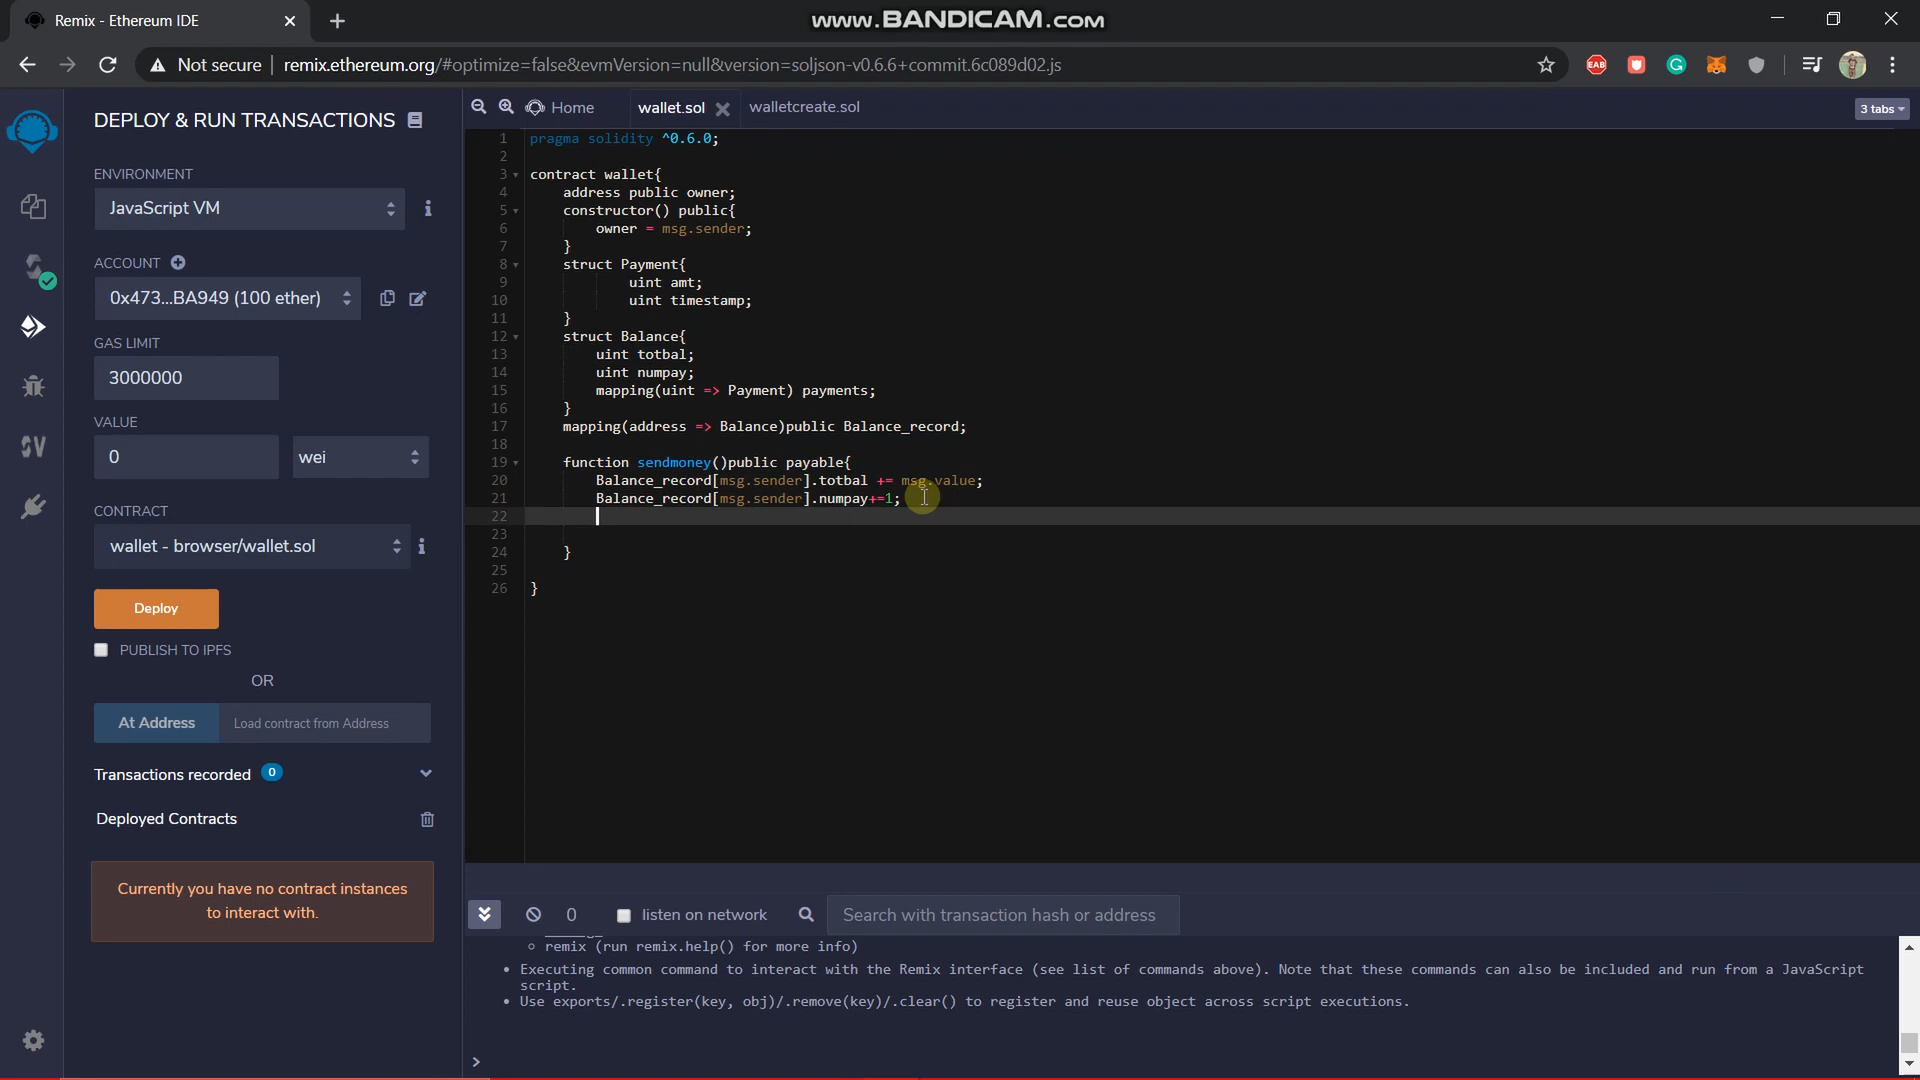 Remix - Ethereum IDE
www.BANDICAM.com
Not secure
remix.ethereum.org/#optimize=false&evmVersion=null&version=soljson-v0.6.6+commit.6c089d02.js
DEPLOY & RUN TRANSACTIONS
ENVIRONMENT
JavaScript VM
ACCOUNT
0x473...BA949 (100 ether)
GAS LIMIT
3000000
VALUE
0
wei
CONTRACT
wallet - browser/wallet.sol
Deploy
PUBLISH TO IPFS
OR
At Address
Load contract from Address
Transactions recorded 0
Deployed Contracts
Currently you have no contract instances
to interact with.
Home
wallet.sol
walletcreate.sol
3 tabs
1 pragma solidity ^0.6.0;
2
3 contract wallet{
4 address public owner;
5 constructor() public{
6 owner = msg.sender;
7 }
8 struct Payment{
9 uint amt;
10 uint timestamp;
11 }
12 struct Balance{
13 uint totbal;
14 uint numpay;
15 mapping(uint => Payment) payments;
16 }
17 mapping(address => Balance)public Balance_record;
18
19 function sendmoney()public payable{
20 Balance_record[msg.sender].totbal += msg.value;
21 Balance_record[msg.sender].numpay+=1;
22
23
24 }
25
26 }
0
listen on network
Search with transaction hash or address
remix (run remix.help() for more info)
Executing common command to interact with the Remix interface (see list of commands above). Note that these commands can also be included and run from a JavaScript
script.
Use exports/.register(key, obj)/.remove(key)/.clear() to register and reuse object across script executions.
>